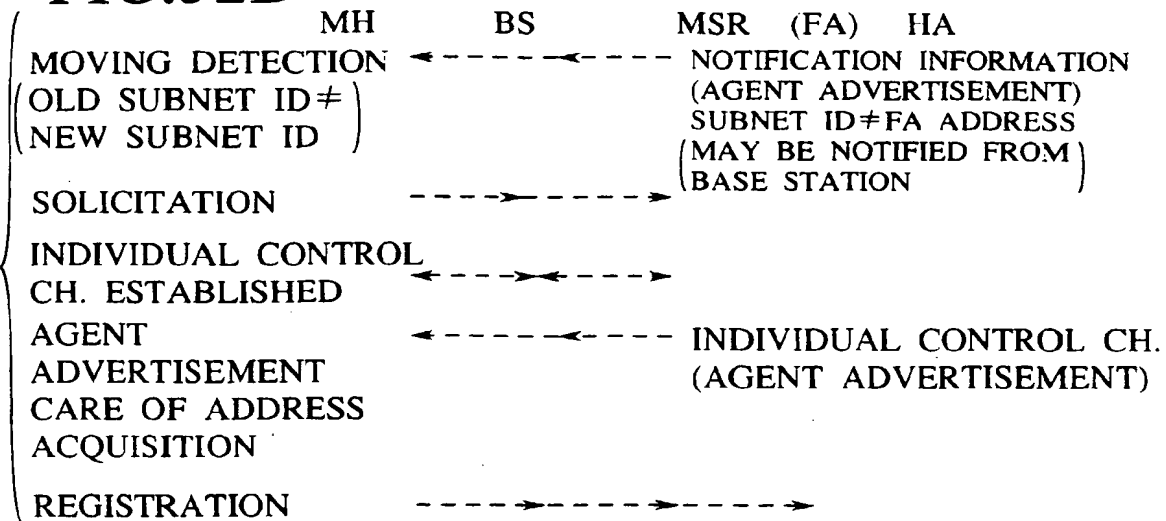 MH BS MSR (FA) HA
MOVING DETECTION NOTIFICATION INFORMATION
(OLD SUBNET ID≠ (AGENT ADVERTISEMENT)
NEW SUBNET ID) SUBNET ID≠FA ADDRESS
(MAY BE NOTIFIED FROM
BASE STATION)
SOLICITATION
INDIVIDUAL CONTROL
CH. ESTABLISHED
AGENT INDIVIDUAL CONTROL CH.
ADVERTISEMENT (AGENT ADVERTISEMENT)
CARE OF ADDRESS
ACQUISITION
REGISTRATION